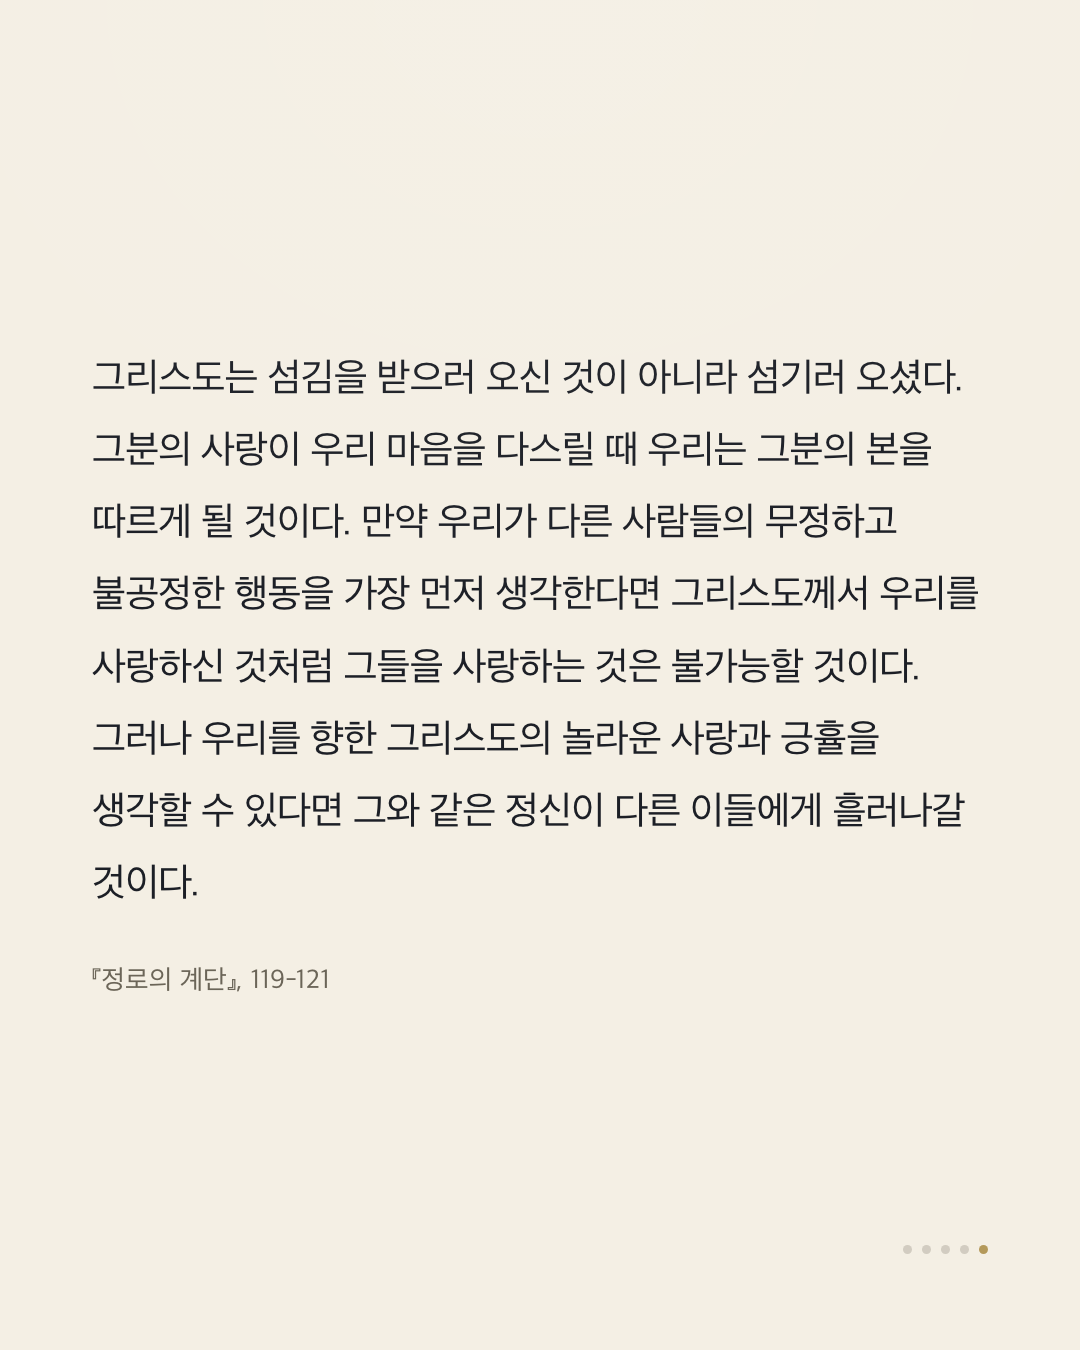 그리스도는 섬김을 받으러 오신 것이 아니라 섬기러 오셨다.
그분의 사랑이 우리 마음을 다스릴 때 우리는 그분의 본을
따르게 될 것이다. 만약 우리가 다른 사람들의 무정하고
불공정한 행동을 가장 먼저 생각한다면 그리스도께서 우리를
사랑하신 것처럼 그들을 사랑하는 것은 불가능할 것이다.
그러나 우리를 향한 그리스도의 놀라운 사랑과 긍휼을
생각할 수 있다면 그와 같은 정신이 다른 이들에게 흘러나갈
것이다.
『정로의 계단』, 119-121